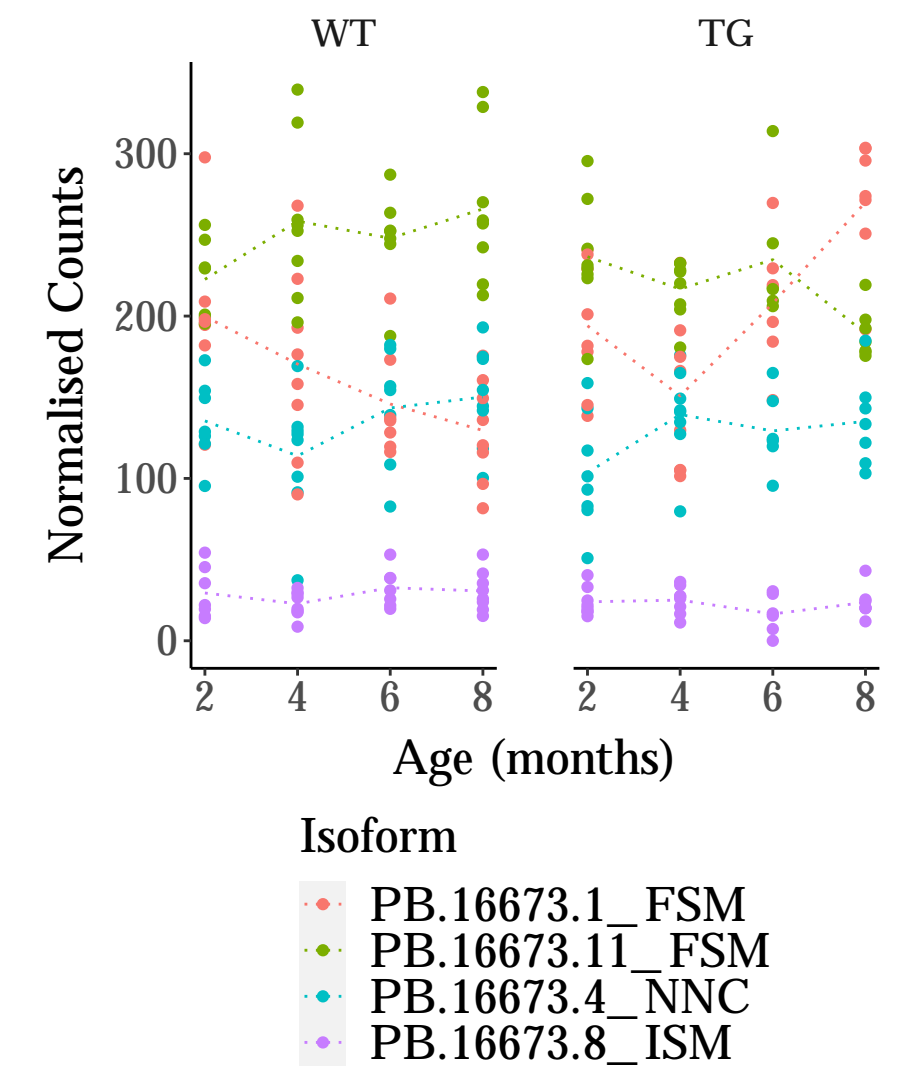 WT TG
300
200
100
0
Normalised Counts
2 4 6 8 2 4 6 8
Age (months)
Isoform
PB.16673.1_FSM
PB.16673.11_FSM
PB.16673.4_NNC
PB.16673.8_ISM